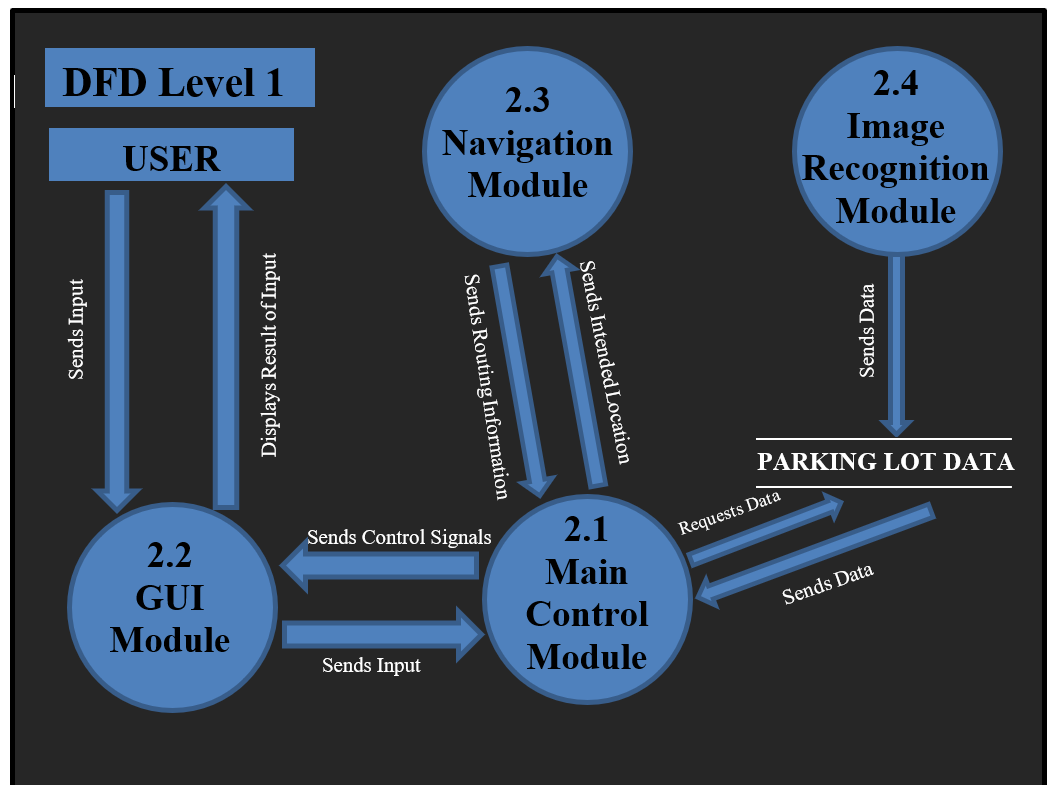 DFD Level 1
USER
2.3
Navigation
Module
2.4
Image
Recognition
Module
Sends Input
Displays Result of Input
Sends Routing Information
Sends Intended Location
Sends Data
PARKING LOT DATA
Requests Data
Sends Data
2.2
GUI
Module
Sends Control Signals
Sends Input
2.1
Main
Control
Module